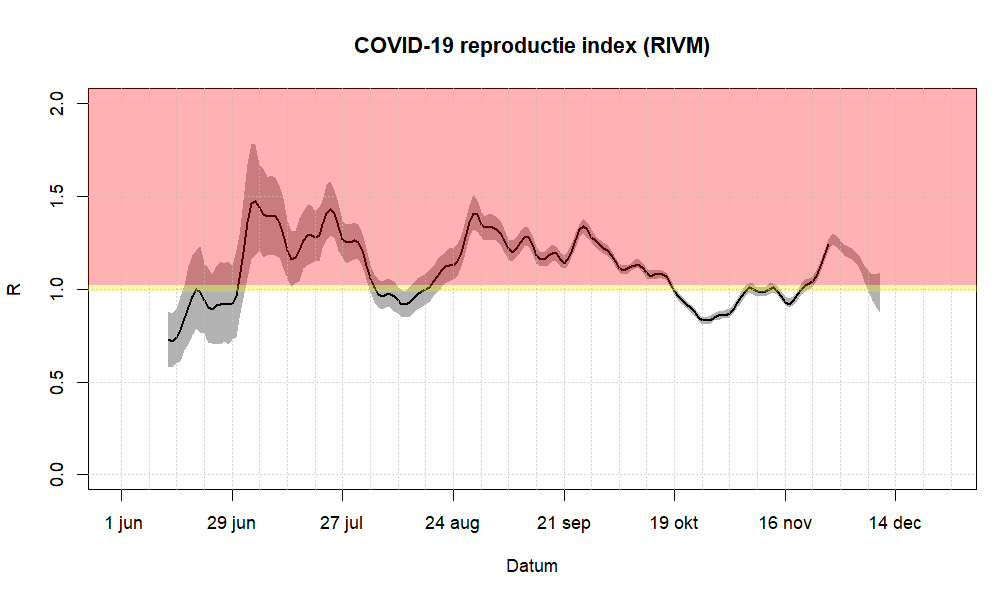 COVID-19 reproductie index (RIVM)
2.0
1.5
1.0
0.5
0.0
R
1 jun 29 jun 27 jul 24 aug 21 sep 19 okt 16 nov 14 dec
Datum